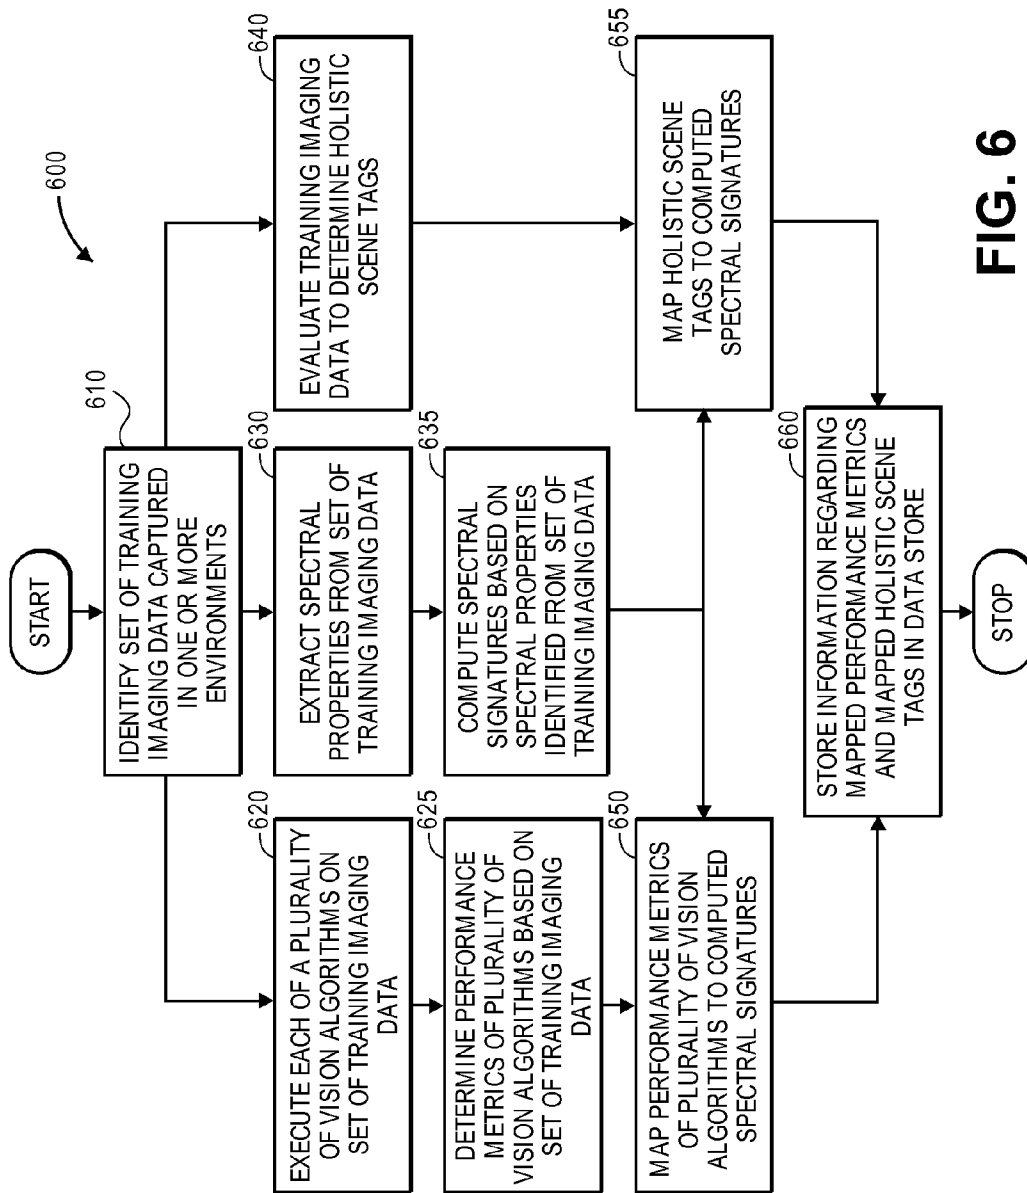 600
START
610
IDENTIFY SET OF TRAINING
IMAGING DATA CAPTURED
IN ONE OR MORE
ENVIRONMENTS
620
EXECUTE EACH OF A PLURALITY
OF VISION ALGORITHMS ON
SET OF TRAINING IMAGING
DATA
630
EXTRACT SPECTRAL
PROPERTIES FROM SET OF
TRAINING IMAGING DATA
640
EVALUATE TRAINING IMAGING
DATA TO DETERMINE HOLISTIC
SCENE TAGS
625
DETERMINE PERFORMANCE
METRICS OF PLURALITY OF
VISION ALGORITHMS BASED ON
SET OF TRAINING IMAGING
DATA
635
COMPUTE SPECTRAL
SIGNATURES BASED ON
SPECTRAL PROPERTIES
IDENTIFIED FROM SET OF
TRAINING IMAGING DATA
650
MAP PERFORMANCE METRICS
OF PLURALITY OF VISION
ALGORITHMS TO COMPUTED
SPECTRAL SIGNATURES
655
MAP HOLISTIC SCENE
TAGS TO COMPUTED
SPECTRAL SIGNATURES
660
STORE INFORMATION REGARDING
MAPPED PERFORMANCE METRICS
AND MAPPED HOLISTIC SCENE
TAGS IN DATA STORE
STOP
FIG. 6